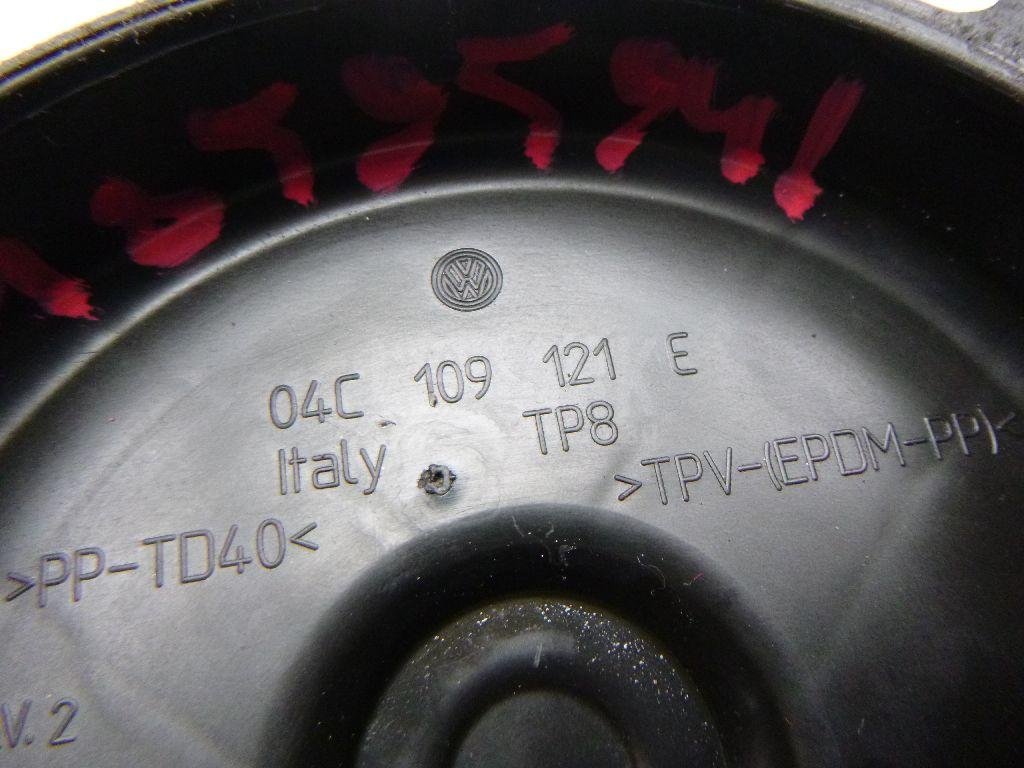 04C 109 121 E
Italy TP8
>PP-TD40< >TPV-(EPDM-PP)<
V. 2